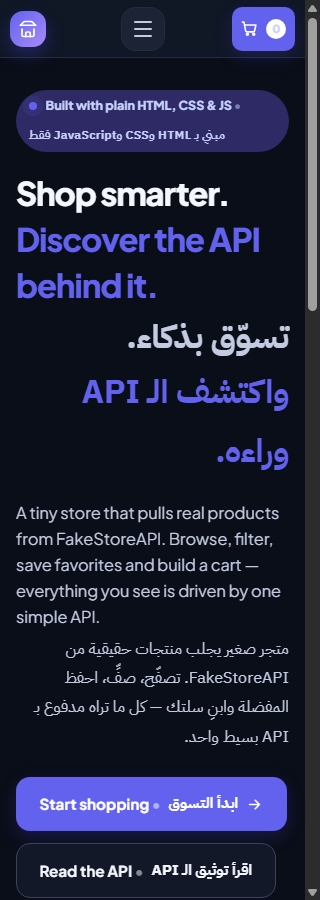 0
Built with plain HTML, CSS & JS •
مبني بـ HTML وCSS وJavaScript فقط
Shop smarter.
Discover the API
behind it.
تسوّق بذكاء.
واكتشف الـ API
وراءه.
A tiny store that pulls real products
from FakeStoreAPI. Browse, filter,
save favorites and build a cart —
everything you see is driven by one
simple API.
متجر صغير يجلب منتجات حقيقية من
FakeStoreAPI. تصفّح، صفِّ، احفظ
المفضلة وابنِ سلتك — كل ما تراه مدفوع بـ
API بسيط واحد.
Start shopping • ابدأ التسوق →
Read the API • اقرأ توثيق الـ API